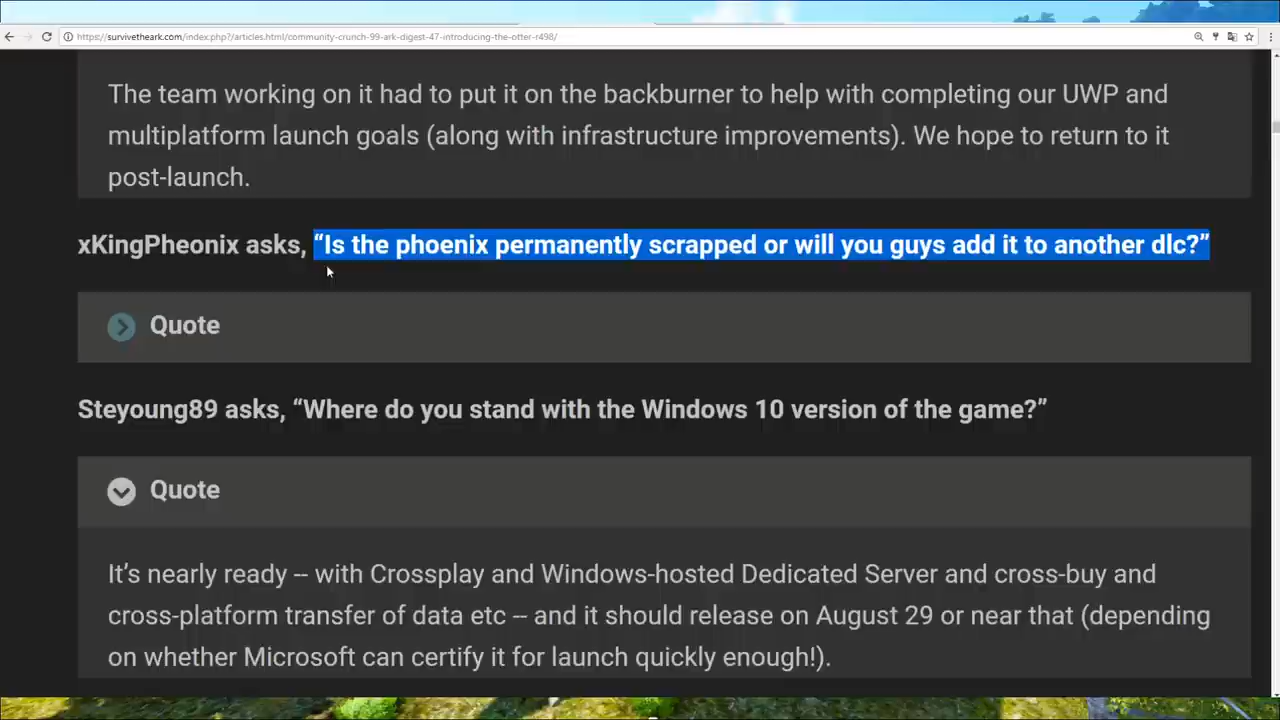 https://survivetheark.com/index.php?/articles.html/community-crunch-99-ark-digest-47-introducing-the-otter-r498/
The team working on it had to put it on the backburner to help with completing our UWP and
multiplatform launch goals (along with infrastructure improvements). We hope to return to it
post-launch.
xKingPheonix asks, “Is the phoenix permanently scrapped or will you guys add it to another dlc?”
Quote
Steyoung89 asks, “Where do you stand with the Windows 10 version of the game?”
Quote
It’s nearly ready -- with Crossplay and Windows-hosted Dedicated Server and cross-buy and
cross-platform transfer of data etc -- and it should release on August 29 or near that (depending
on whether Microsoft can certify it for launch quickly enough!).